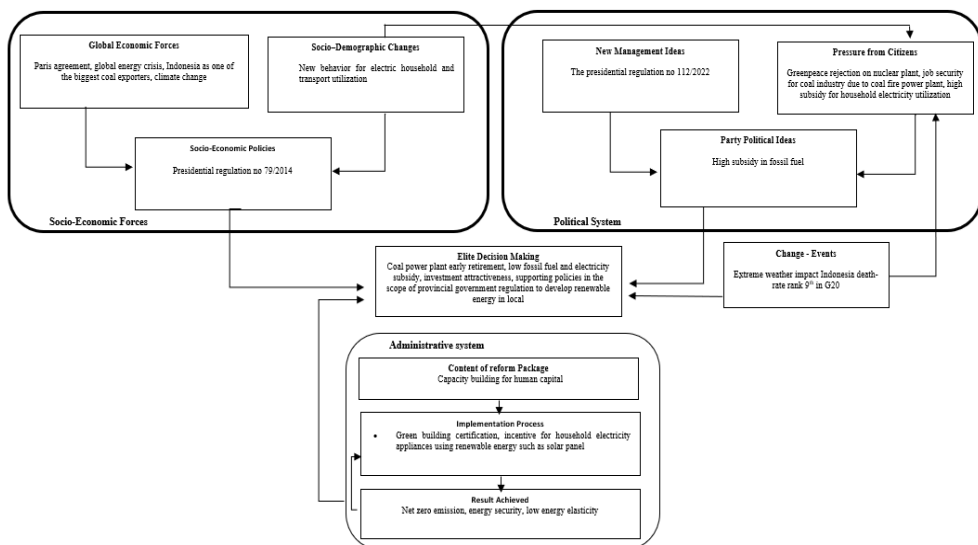 Global Economic Forces
Paris agreement, global energy crisis, Indonesia as one
of the biggest coal exporters, climate change
Socio–Demographic Changes
New behavior for electric household and
transport utilization
Socio-Economic Policies
Presidential regulation no 79/2014
Socio-Economic Forces
New Management Ideas
The presidential regulation no 112/2022
Pressure from Citizens
Greenpeace rejection on nuclear plant, job security
for coal industry due to coal fire power plant, high
subsidy for household electricity utilization
Party Political Ideas
High subsidy in fossil fuel
Political System
Elite Decision Making
Coal power plant early retirement, low fossil fuel and electricity
subsidy, investment attractiveness, supporting policies in the
scope of provincial government regulation to develop renewable
energy in local
Change - Events
Extreme weather impact Indonesia death-
rate rank 9th in G20
Administrative system
Content of reform Package
Capacity building for human capital
Implementation Process
• Green building certification, incentive for household electricity
appliances using renewable energy such as solar panel
Result Achieved
Net zero emission, energy security, low energy elasticity